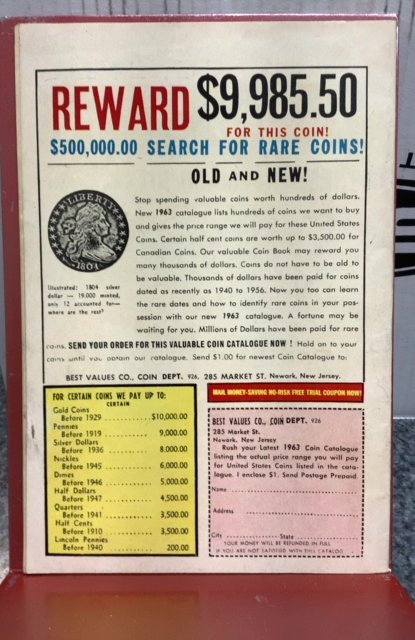 REWARD $9,985.50
FOR THIS COIN!
$500,000.00 SEARCH FOR RARE COINS!
OLD AND NEW!
LIBERTY
1804
Illustrated: 1804 silver
dollar — 19,000 minted,
only 12 accounted for—
where are the rest?
Stop spending valuable coins worth hundreds of dollars.
New 1963 catalogue lists hundreds of coins we want to buy
and gives the price range we will pay for these United States
Coins. Certain half cent coins are worth up to $3,500.00 for
Canadian Coins. Our valuable Coin Book may reward you
many thousands of dollars. Coins do not have to be old to
be valuable. Thousands of dollars have been paid for coins
dated as recently as 1940 to 1956. Now you too can learn
the rare dates and how to identify rare coins in your pos-
session with our new 1963 catalogue. A fortune may be
waiting for you. Millions of Dollars have been paid for rare
coins. SEND YOUR ORDER FOR THIS VALUABLE COIN CATALOGUE NOW ! Hold on to your
coins until you obtain our catalogue. Send $1.00 for newest Coin Catalogue to:
BEST VALUES CO., COIN DEPT. 926, 285 MARKET ST. Newark, New Jersey.
FOR CERTAIN COINS WE PAY UP TO:
CERTAIN
Gold Coins
Before 1929 ..............$10,000.00
Pennies
Before 1919 .............. 9,000.00
Silver Dollars
Before 1936 .............. 8,000.00
Nickles
Before 1945 .............. 6,000.00
Dimes
Before 1946 .............. 5,000.00
Half Dollars
Before 1947 .............. 4,500.00
Quarters
Before 1941 .............. 3,500.00
Half Cents
Before 1910 .............. 3,500.00
Lincoln Pennies
Before 1940 .............. 200.00
MAIL MONEY-SAVING NO-RISK FREE TRIAL COUPON NOW!
BEST VALUES CO., COIN DEPT. 926
285 Market St.
Newark, New Jersey
Rush your Latest 1963 Coin Catalogue
listing the actual price range you will pay
for United States Coins listed in the cata-
logue. I enclose $1. Send Postage Prepaid.
Name
Address
City State
YOUR MONEY WILL BE REFUNDED IN FULL
IF YOU ARE NOT SATISFIED WITH THIS CATALOG